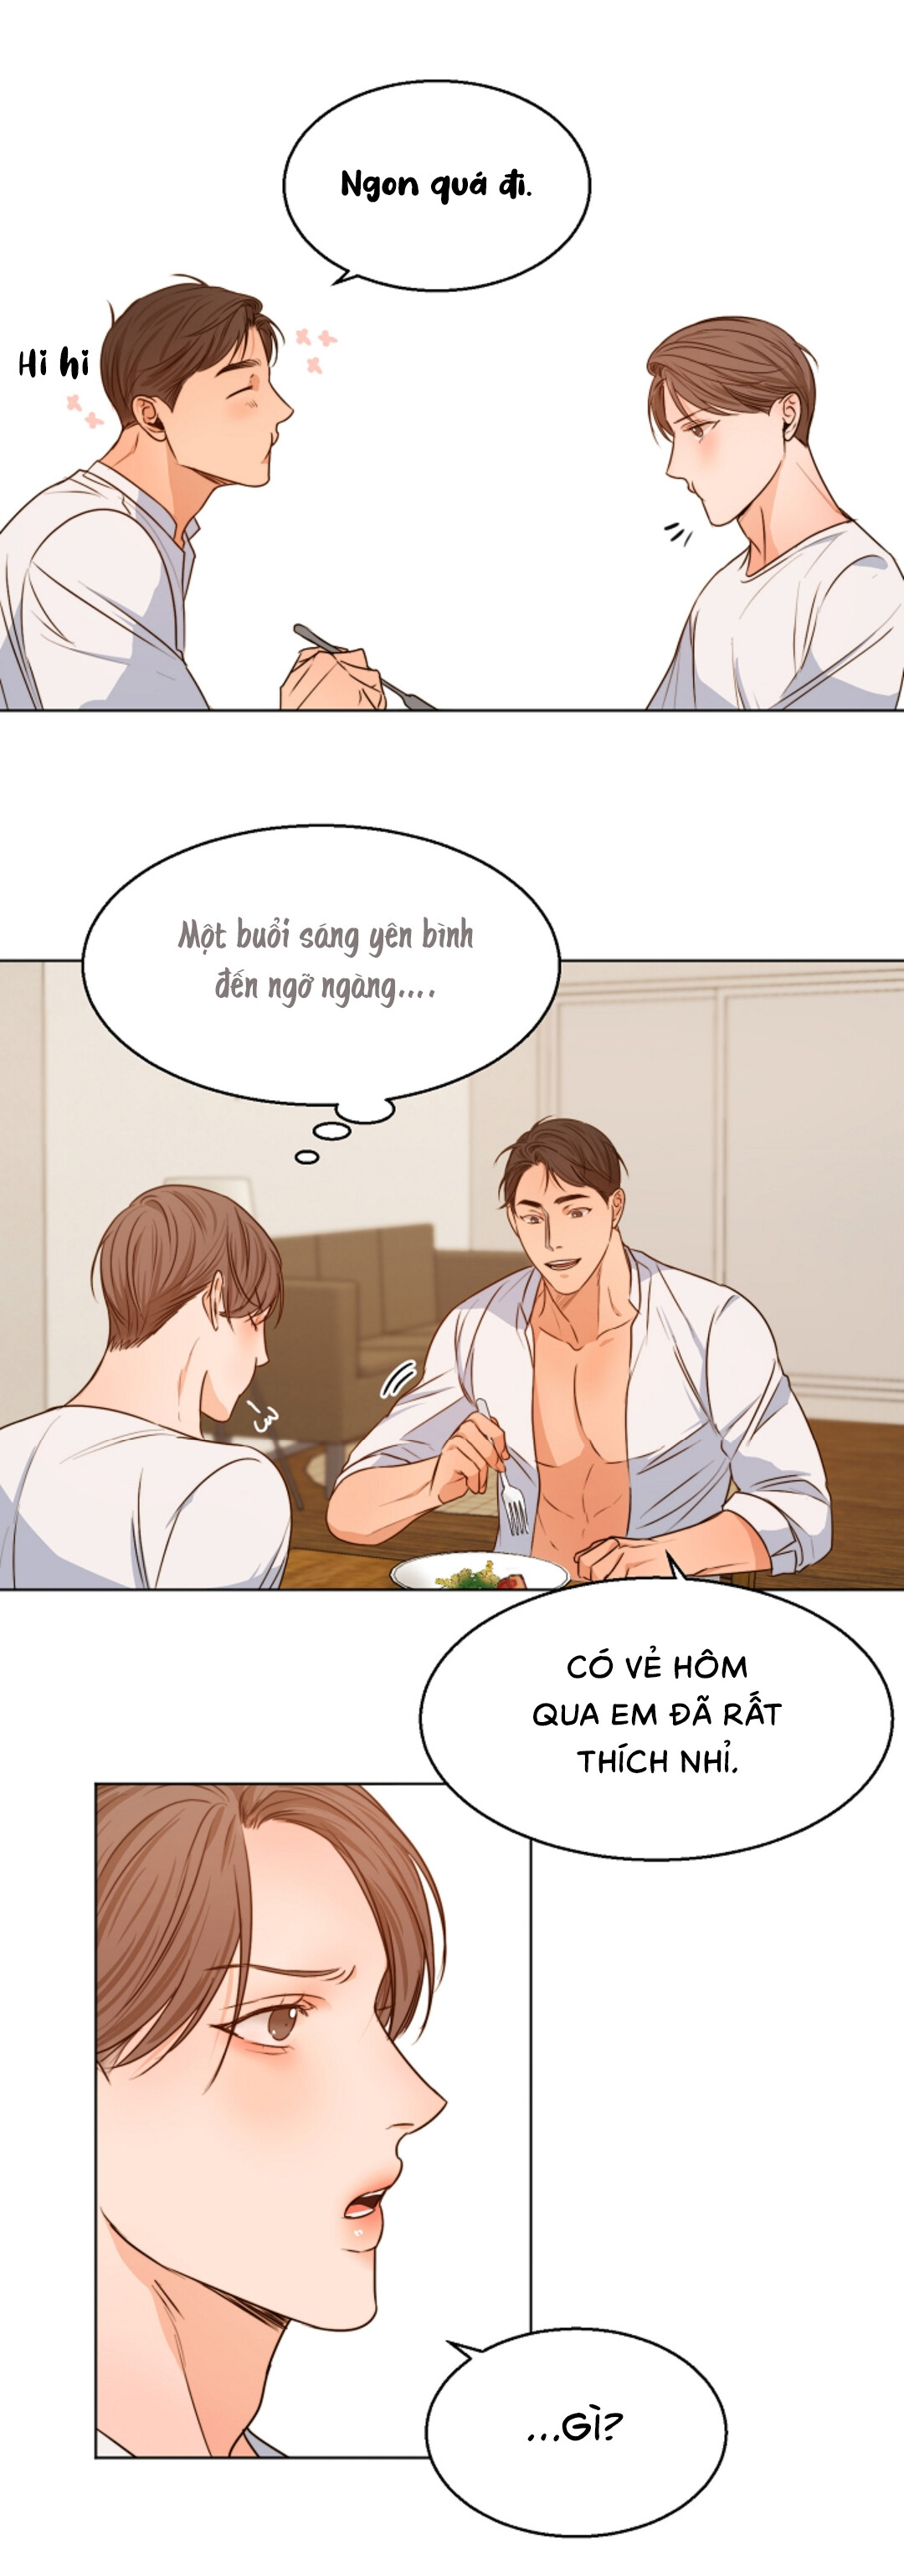 Ngon quá đi.
Hi hi
Một buổi sáng yên bình
đến ngỡ ngàng....
CÓ VẺ HÔM
QUA EM ĐÃ RẤT
THÍCH NHỈ.
...GÌ?